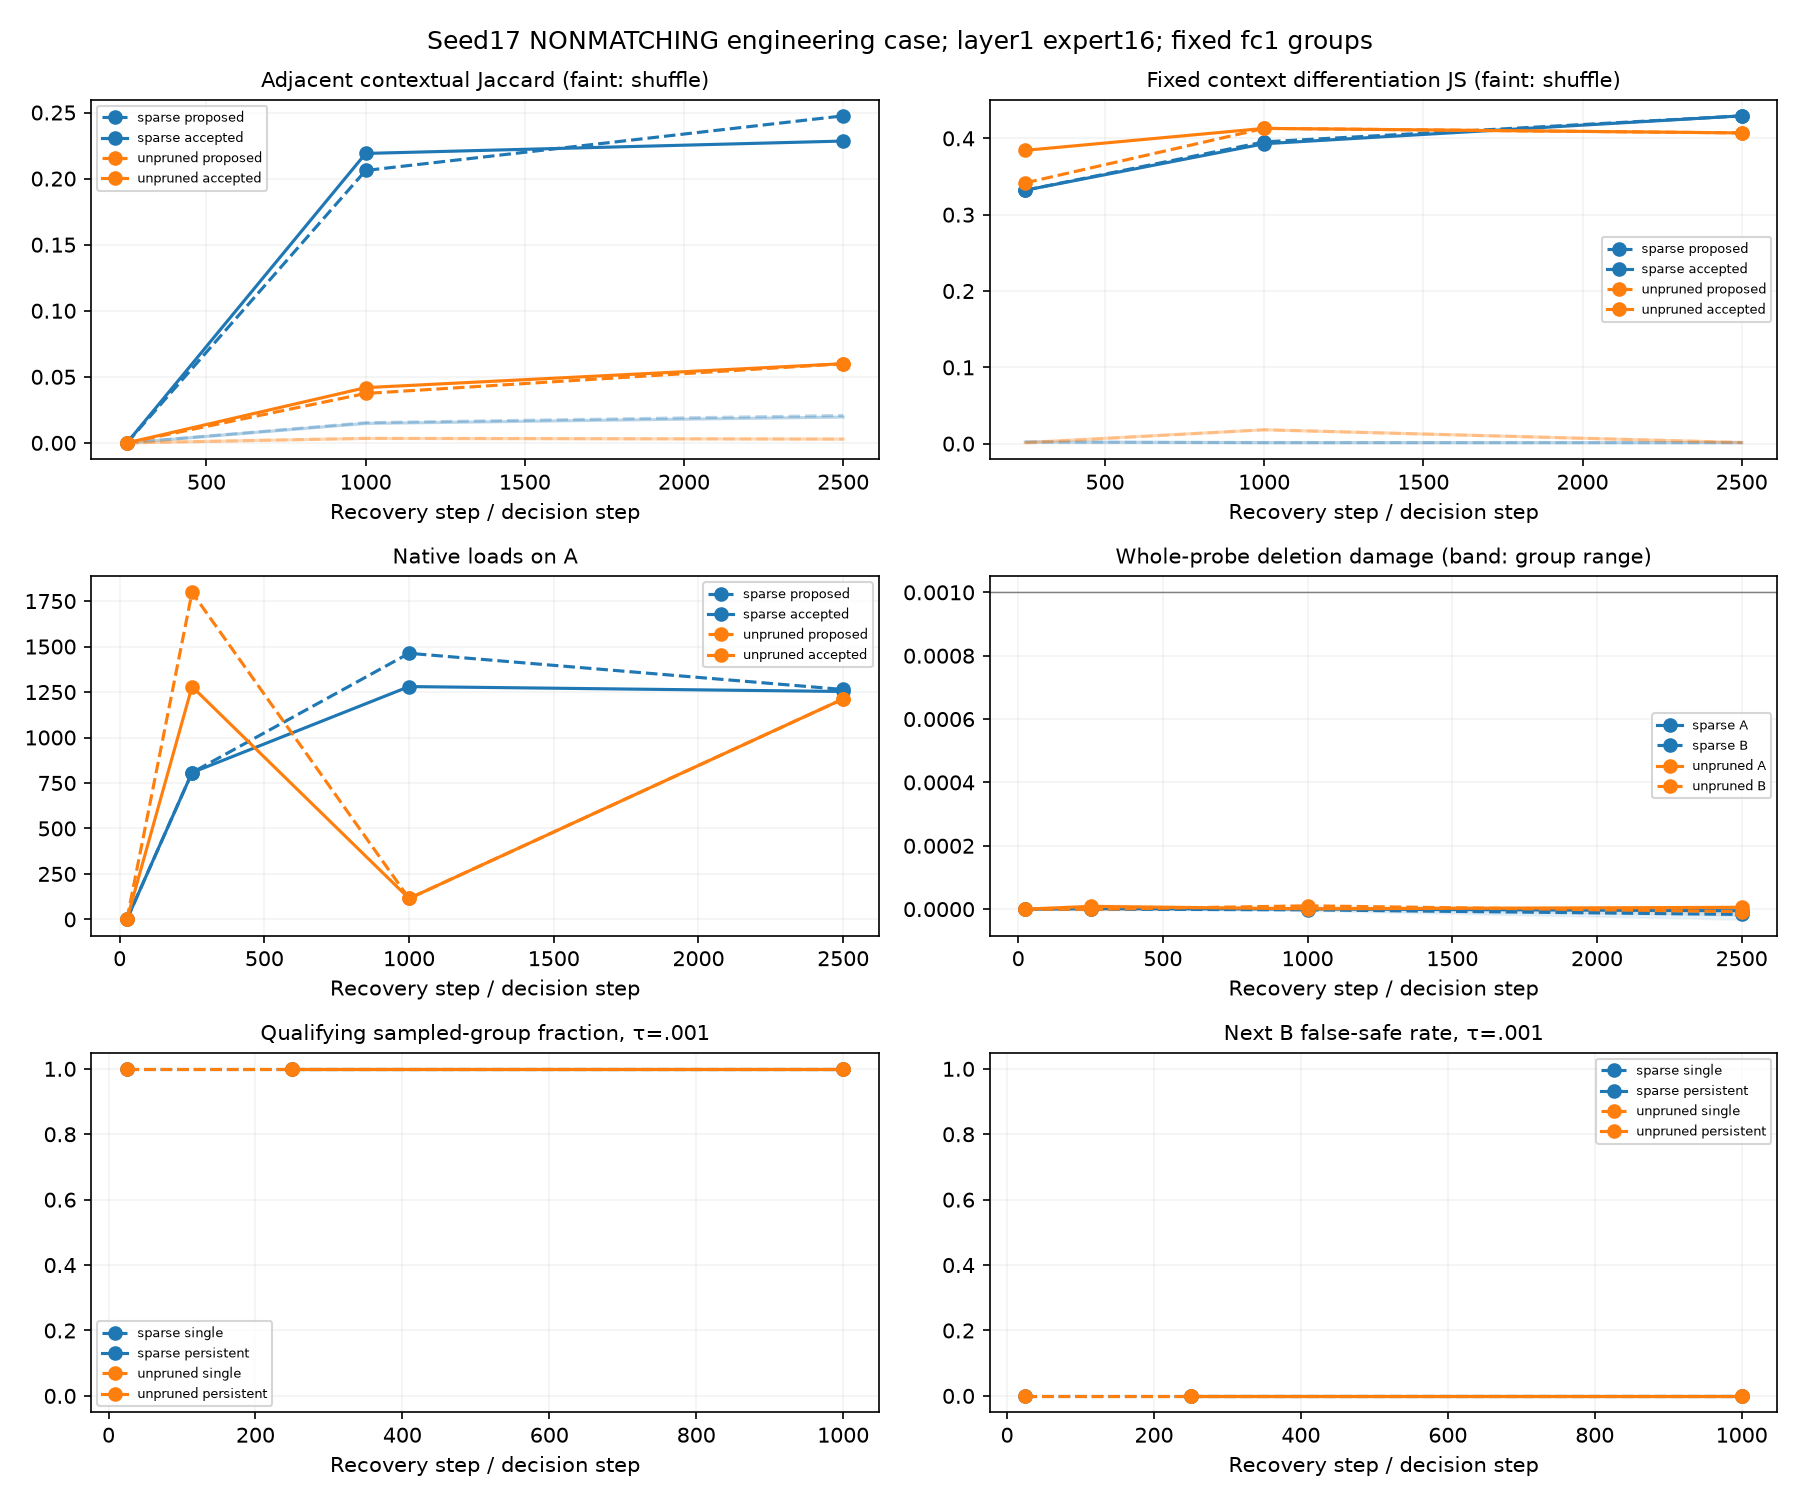 Seed17 NONMATCHING engineering case; layer1 expert16; fixed fc1 groups
Adjacent contextual Jaccard (faint: shuffle)
0.25
0.20
0.15
0.10
0.05
0.00
sparse proposed
sparse accepted
unpruned proposed
unpruned accepted
500
1000
1500
2000
2500
Recovery step / decision step
Fixed context differentiation JS (faint: shuffle)
0.4
0.3
0.2
0.1
0.0
sparse proposed
sparse accepted
unpruned proposed
unpruned accepted
500
1000
1500
2000
2500
Recovery step / decision step
Native loads on A
1750
1500
1250
1000
750
500
250
0
sparse proposed
sparse accepted
unpruned proposed
unpruned accepted
0
500
1000
1500
2000
2500
Recovery step / decision step
Whole-probe deletion damage (band: group range)
0.0010
0.0008
0.0006
0.0004
0.0002
0.0000
sparse A
sparse B
unpruned A
unpruned B
0
500
1000
1500
2000
2500
Recovery step / decision step
Qualifying sampled-group fraction, τ=.001
1.0
0.8
0.6
0.4
0.2
0.0
sparse single
sparse persistent
unpruned single
unpruned persistent
0
200
400
600
800
1000
Recovery step / decision step
Next B false-safe rate, τ=.001
1.0
0.8
0.6
0.4
0.2
0.0
sparse single
sparse persistent
unpruned single
unpruned persistent
0
200
400
600
800
1000
Recovery step / decision step